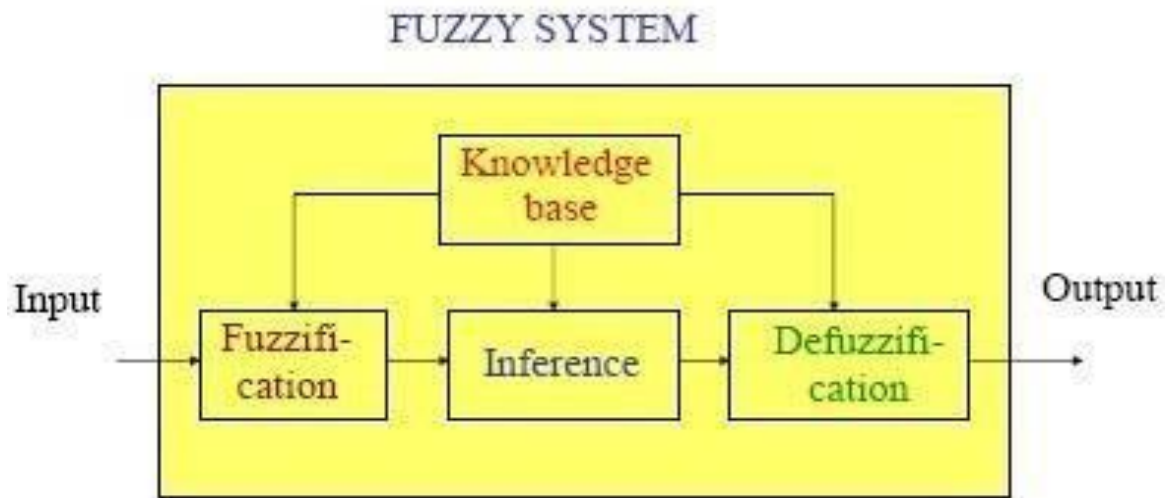 FUZZY SYSTEM
Knowledge
base
Input
Output
Fuzzifi-
cation
Inference
Defuzzifi-
cation